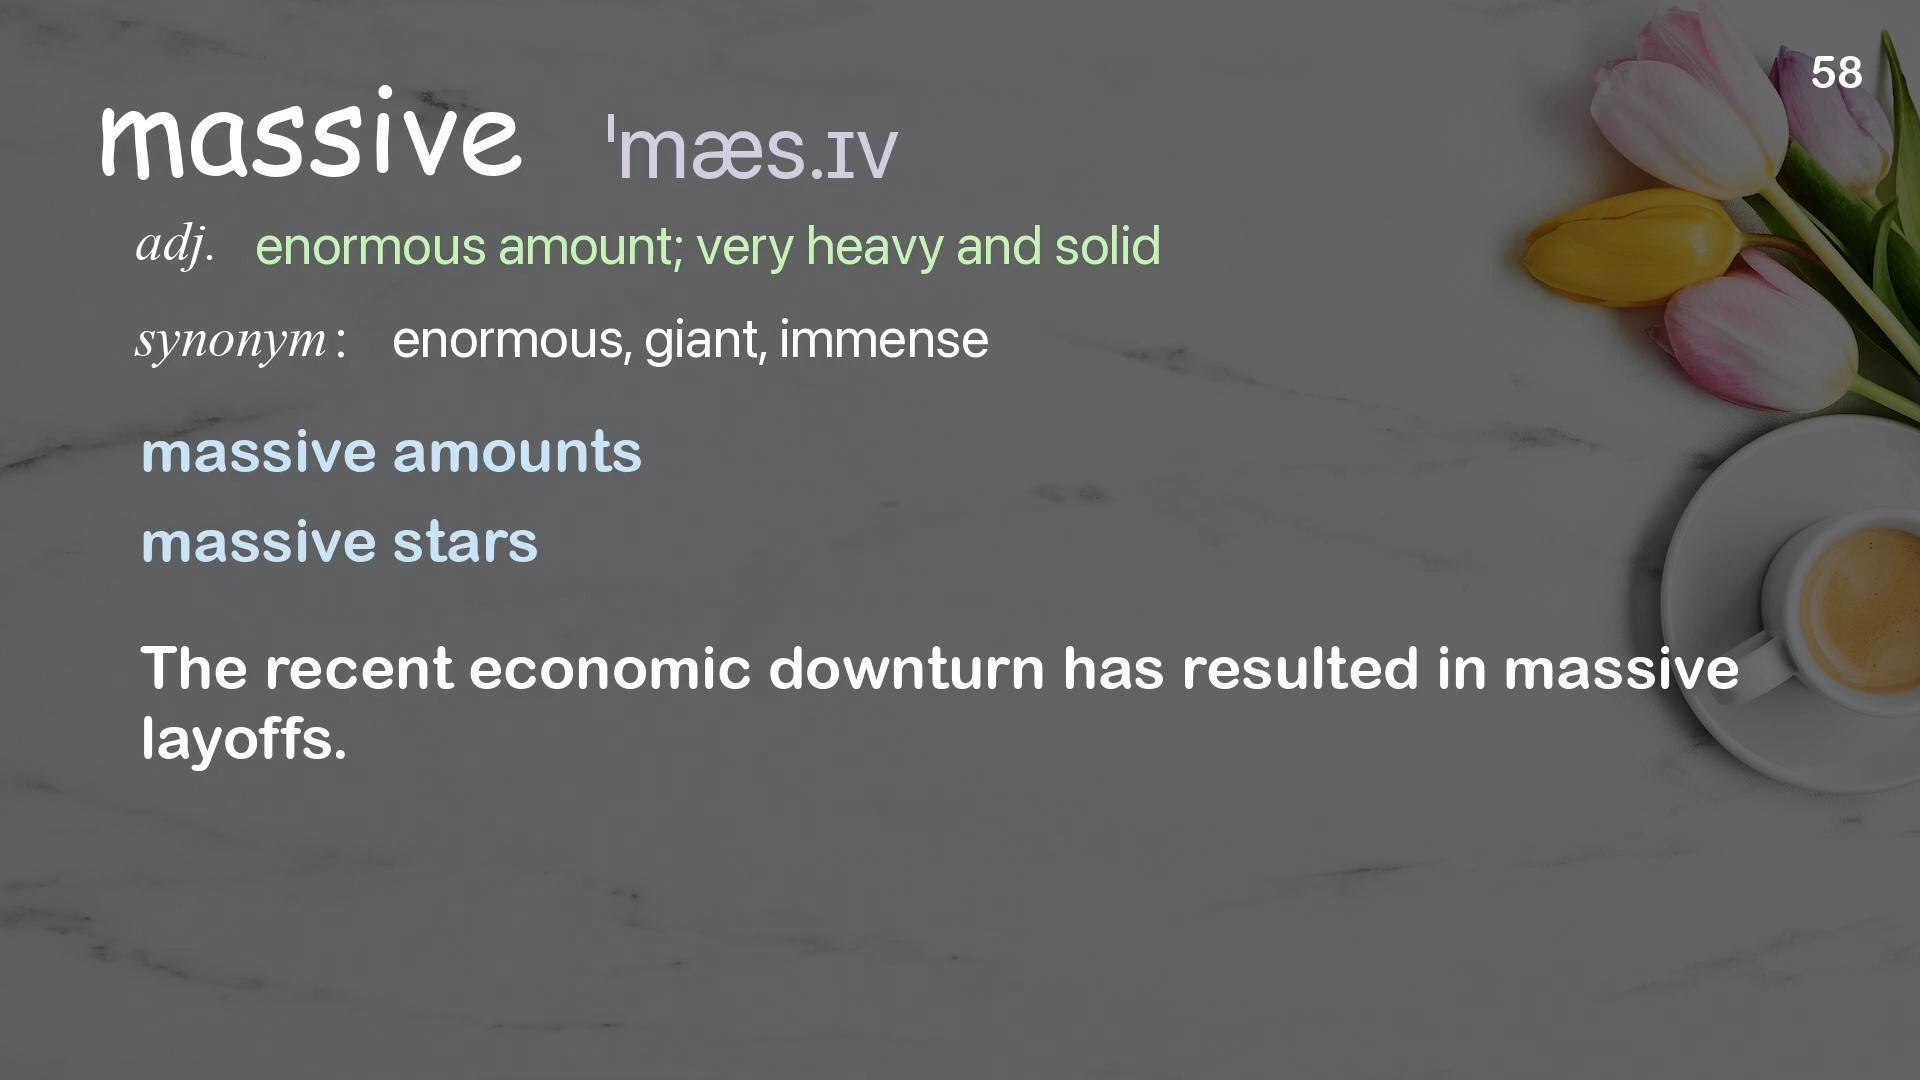 58
massive ˈmæs.ɪv
adj. enormous amount; very heavy and solid
synonym: enormous, giant, immense
massive amounts
massive stars
The recent economic downturn has resulted in massive
layoffs.